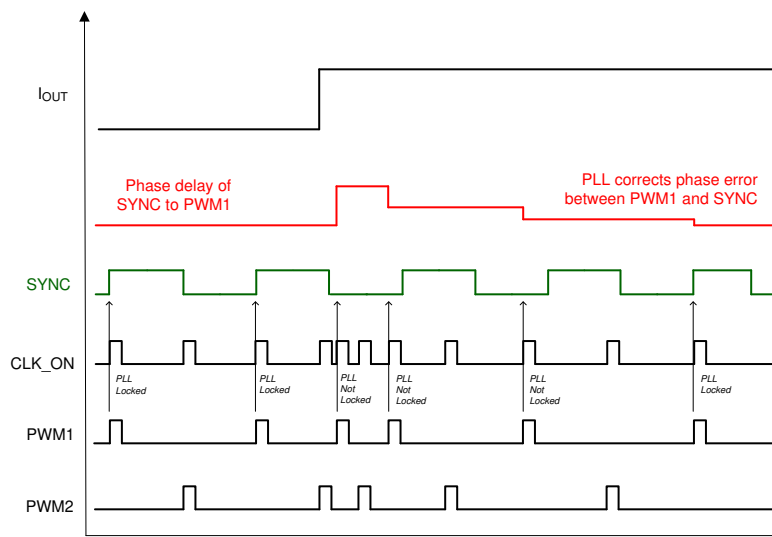 IOUT
Phase delay of
SYNC to PWM1
PLL corrects phase error
between PWM1 and SYNC
SYNC
CLK_ON
PLL
Locked
PLL
Locked
PLL
Not
Locked
PLL
Not
Locked
PLL
Not
Locked
PLL
Locked
PWM1
PWM2